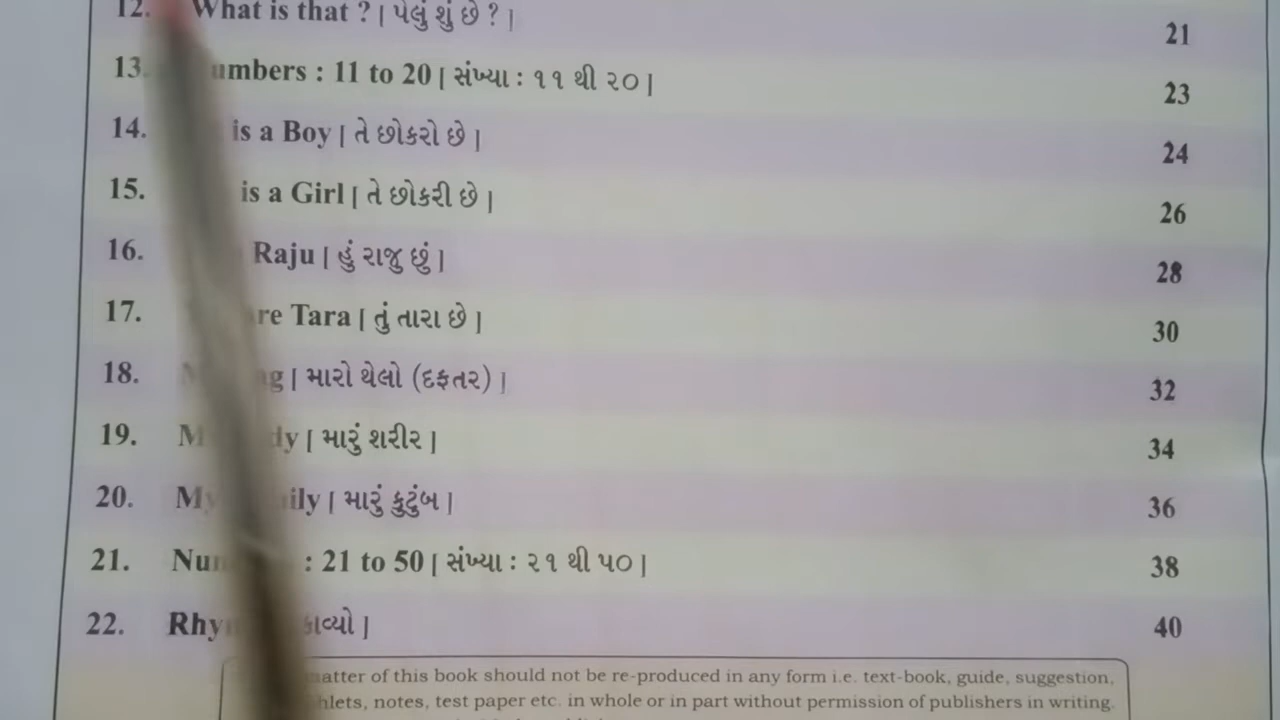 12. What is that ? | પેલું શું છે ? | 21
13. umbers : 11 to 20 | સંખ્યા : ૧૧ થી ૨૦ | 23
14. is a Boy | તે છોકરો છે | 24
15. is a Girl | તે છોકરી છે | 26
16. Raju | હું રાજુ છું | 28
17. re Tara | તું તારા છે | 30
18. | મારો થેલો (દફતર) | 32
19. | મારું શરીર | 34
20. My | મારું કુટુંબ | 36
21. : 21 to 50 | સંખ્યા : ૨૧ થી ૫૦ | 38
22. | 40
atter of this book should not be re-produced in any form i.e. text-book, guide, suggestion,
hlets, notes, test paper etc. in whole or in part without permission of publishers in writing.